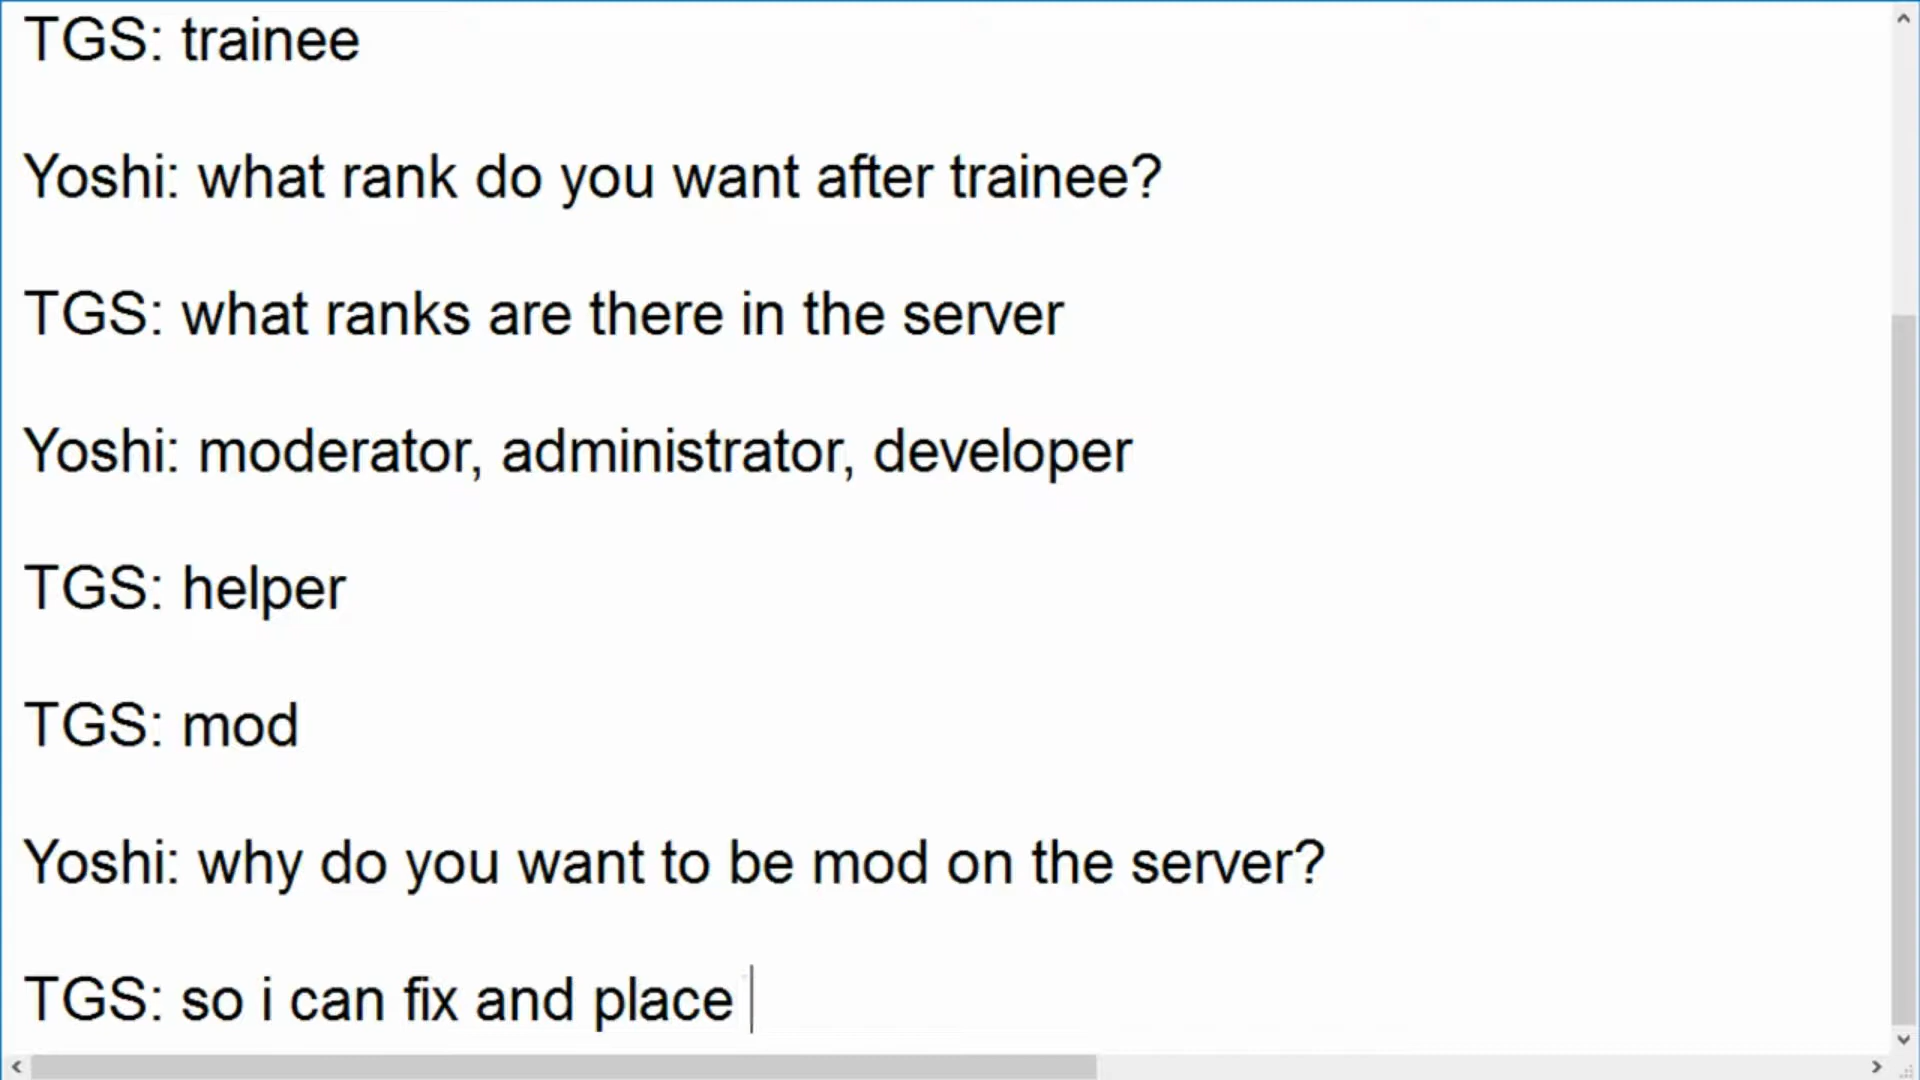 TGS: trainee
Yoshi: what rank do you want after trainee?
TGS: what ranks are there in the server
Yoshi: moderator, administrator, developer
TGS: helper
TGS: mod
Yoshi: why do you want to be mod on the server?
TGS: so i can fix and place